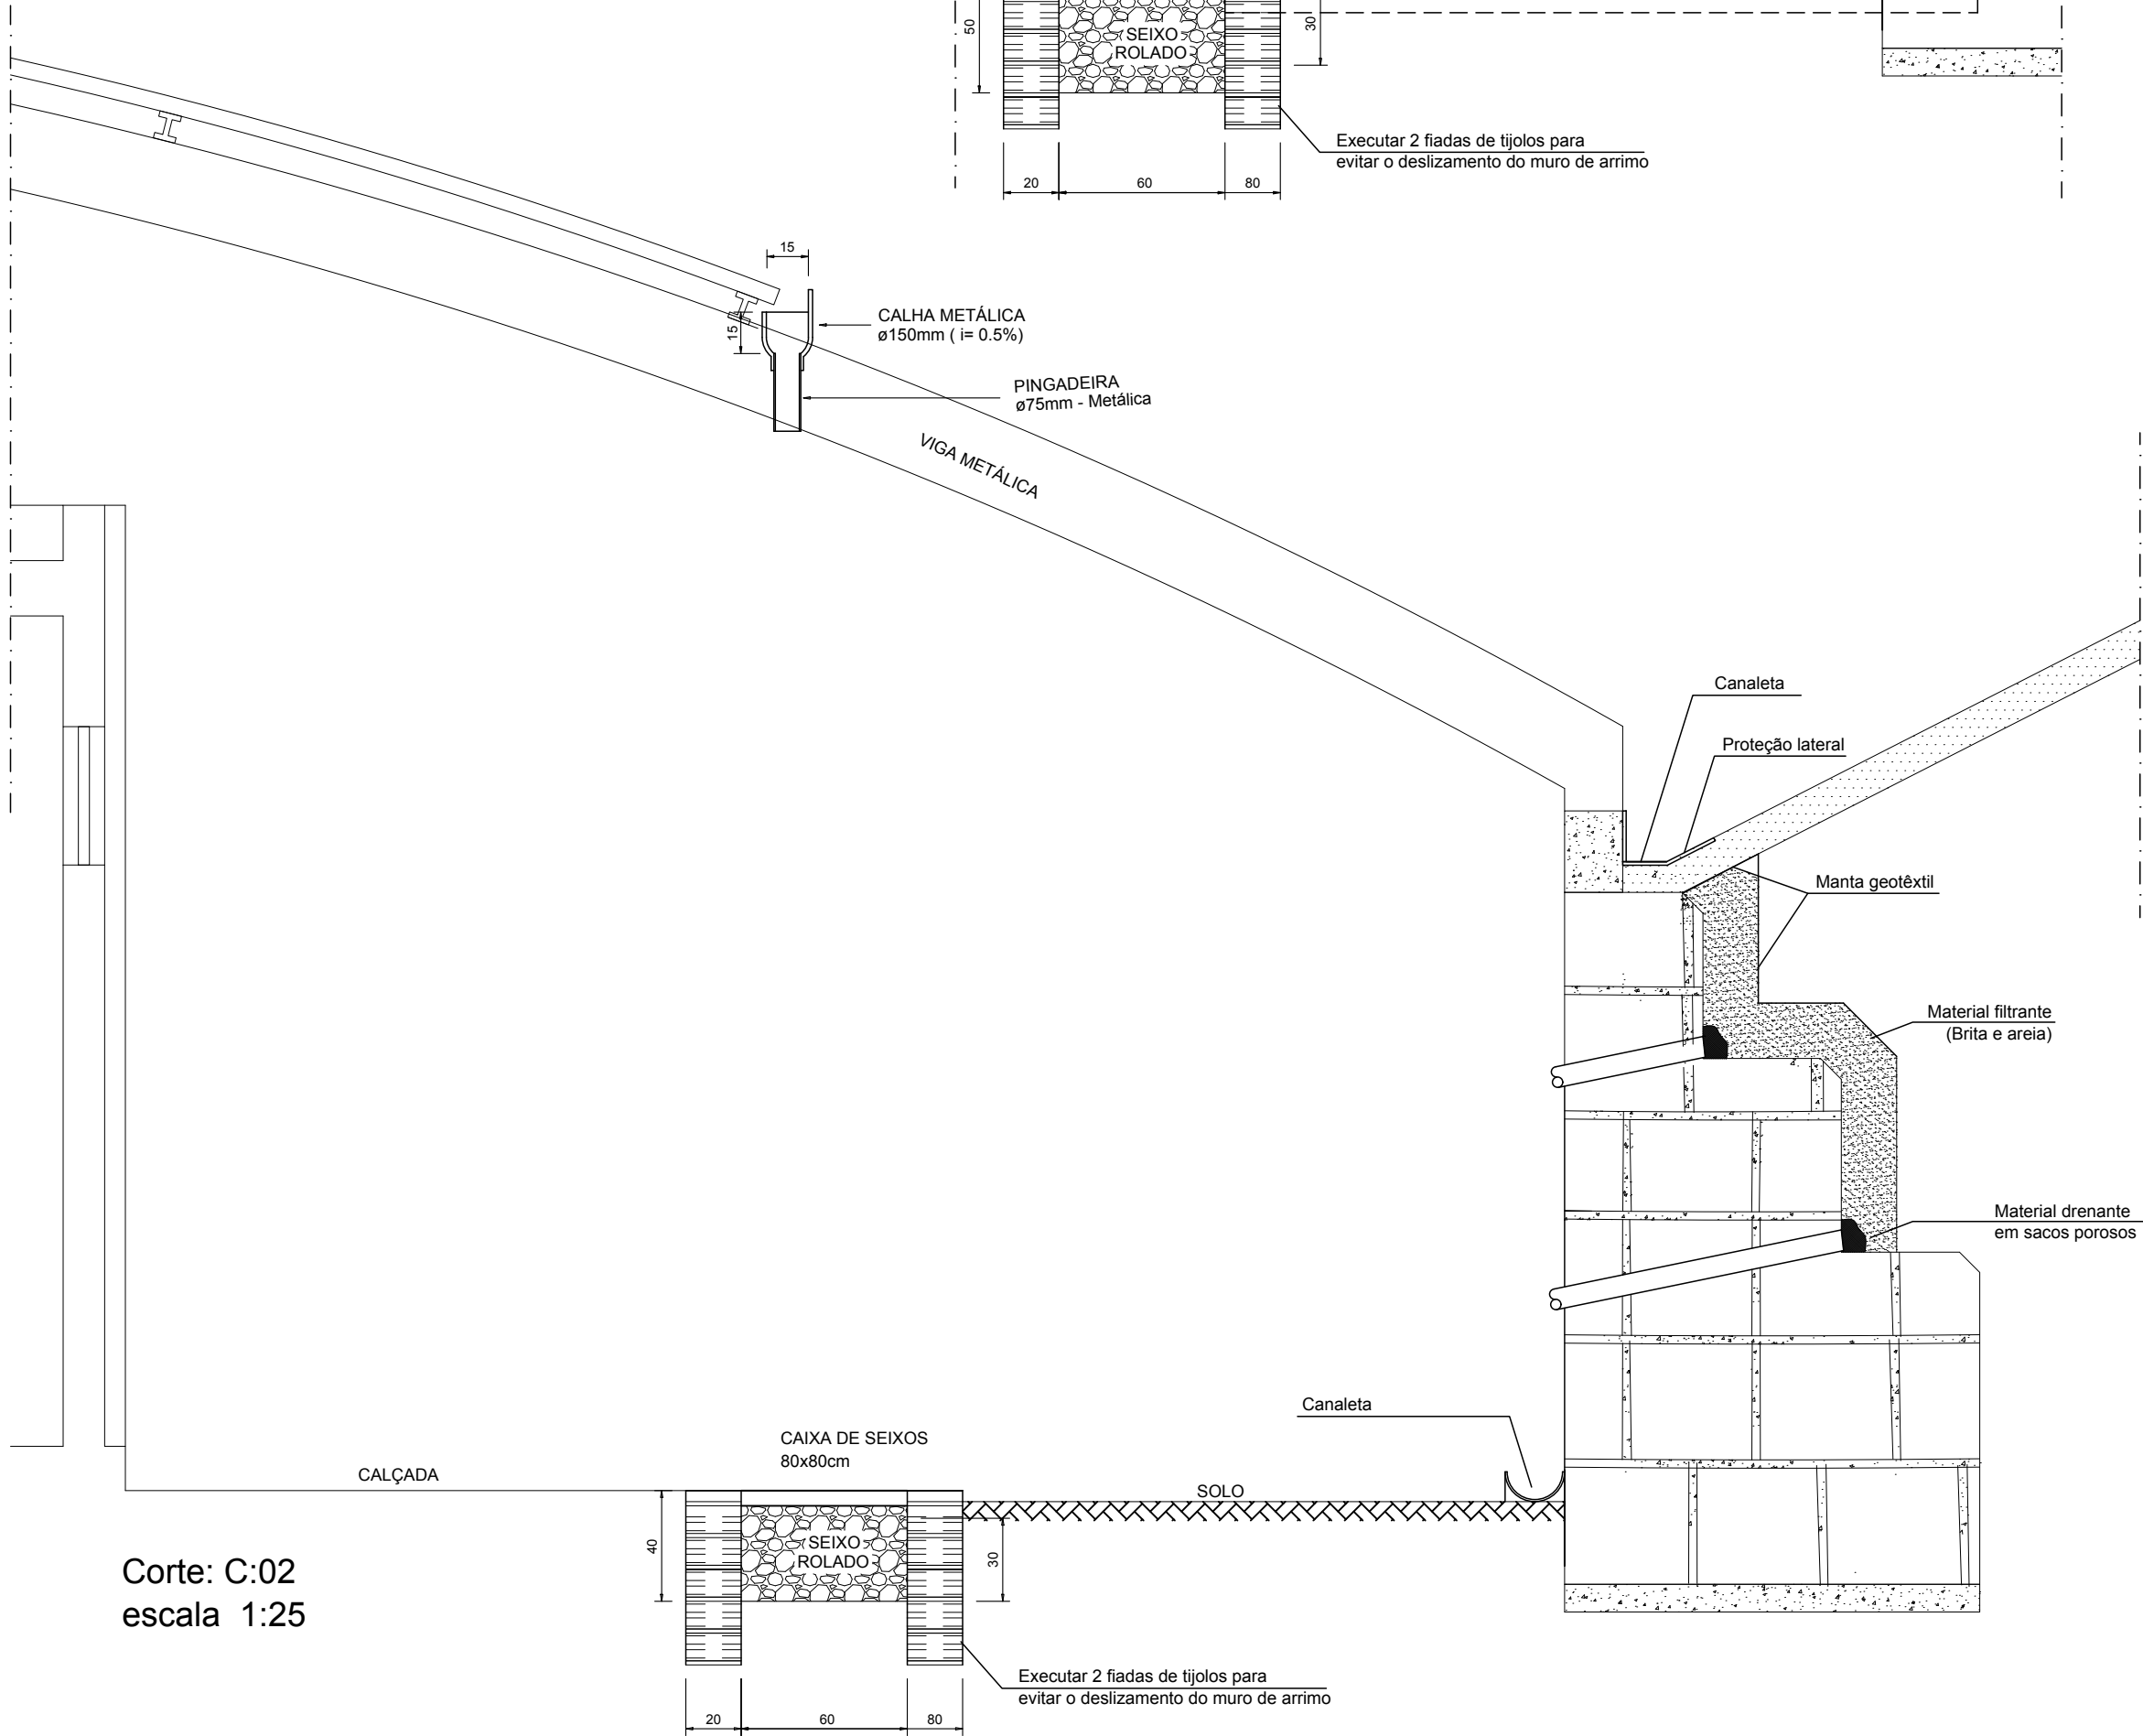 50
SEIXO
ROLADO
30
Executar 2 fiadas de tijolos para
evitar o deslizamento do muro de arrimo
20
60
80
15
CALHA METÁLICA
ø150mm ( i= 0.5%)
15
PINGADEIRA
ø75mm - Metálica
VIGA METÁLICA
Canaleta
Proteção lateral
Manta geotêxtil
Material filtrante
(Brita e areia)
Material drenante
em sacos porosos
Canaleta
CAIXA DE SEIXOS
80x80cm
CALÇADA
SOLO
40
SEIXO
ROLADO
30
Corte: C:02
escala 1:25
Executar 2 fiadas de tijolos para
evitar o deslizamento do muro de arrimo
20
60
80